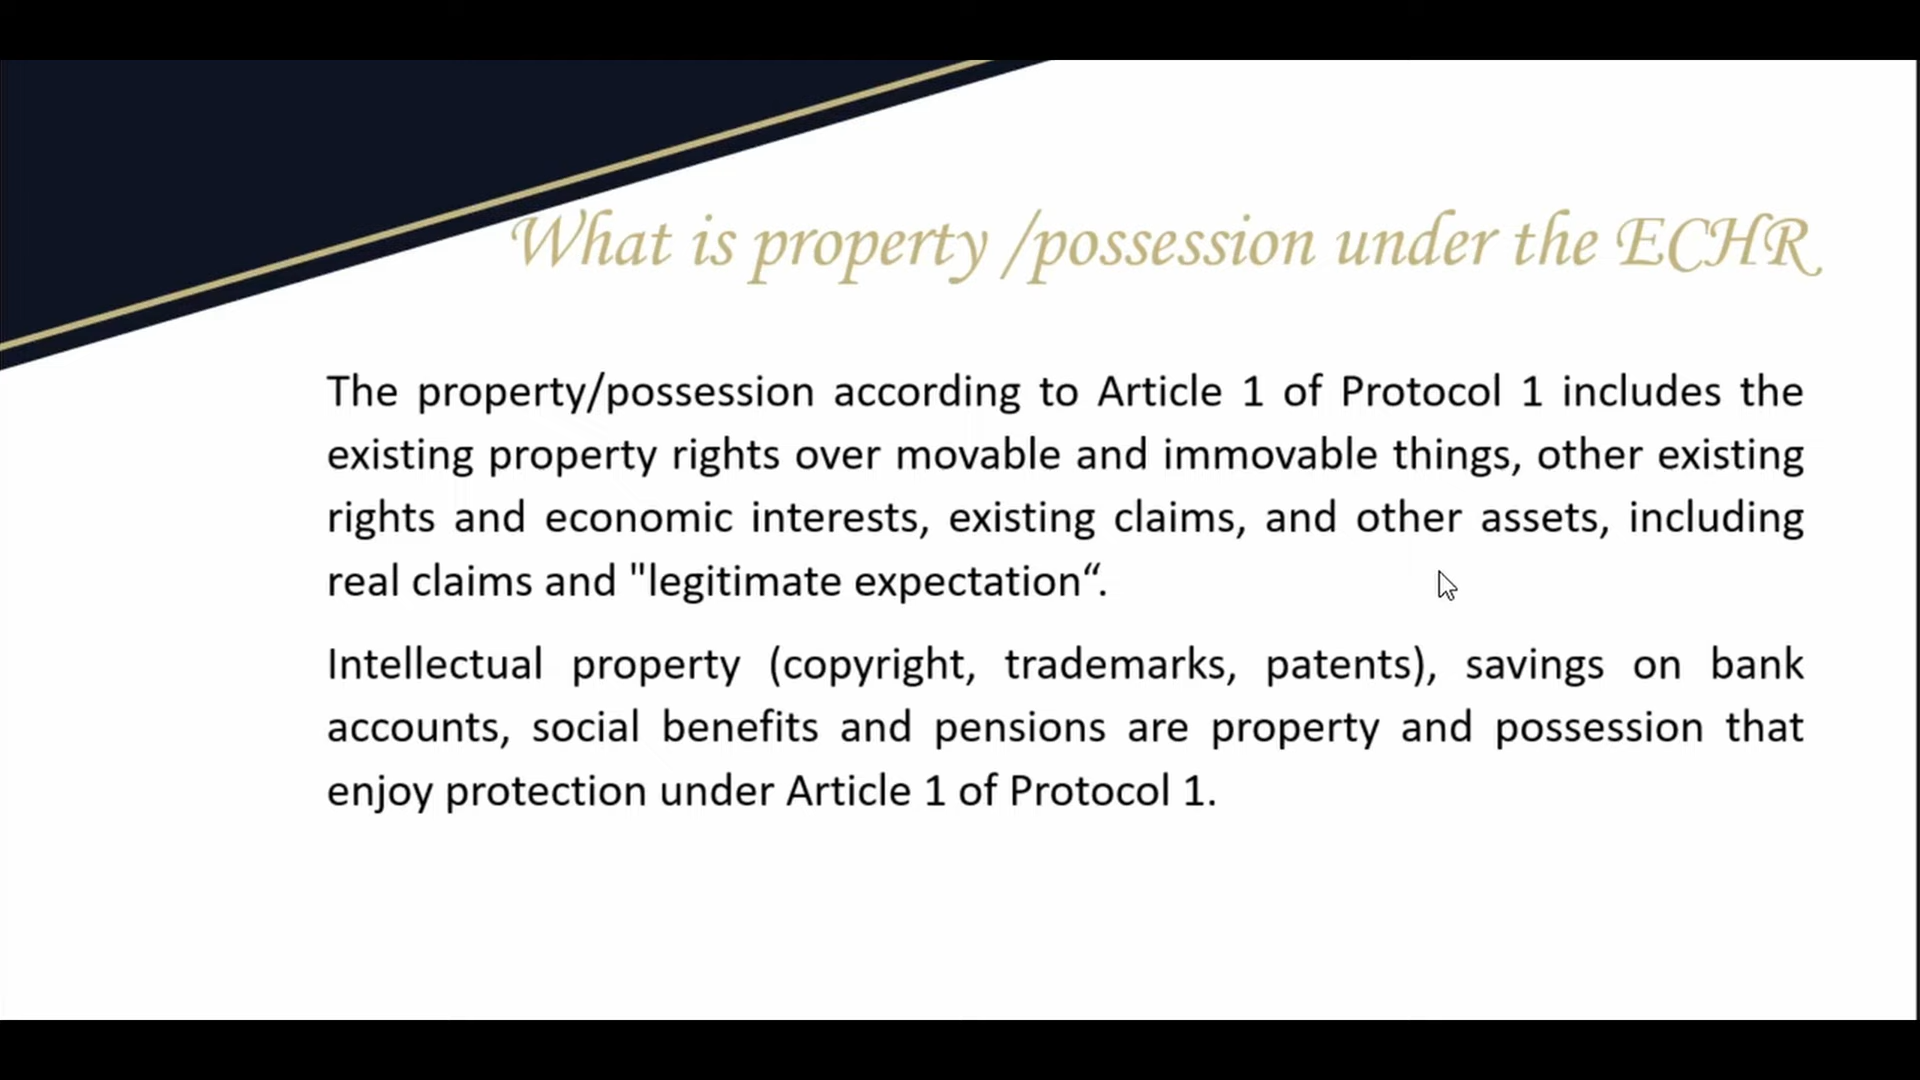 What is property /possession under the ECHR
The property/possession according to Article 1 of Protocol 1 includes the
existing property rights over movable and immovable things, other existing
rights and economic interests, existing claims, and other assets, including
real claims and "legitimate expectation“.
Intellectual property (copyright, trademarks, patents), savings on bank
accounts, social benefits and pensions are property and possession that
enjoy protection under Article 1 of Protocol 1.